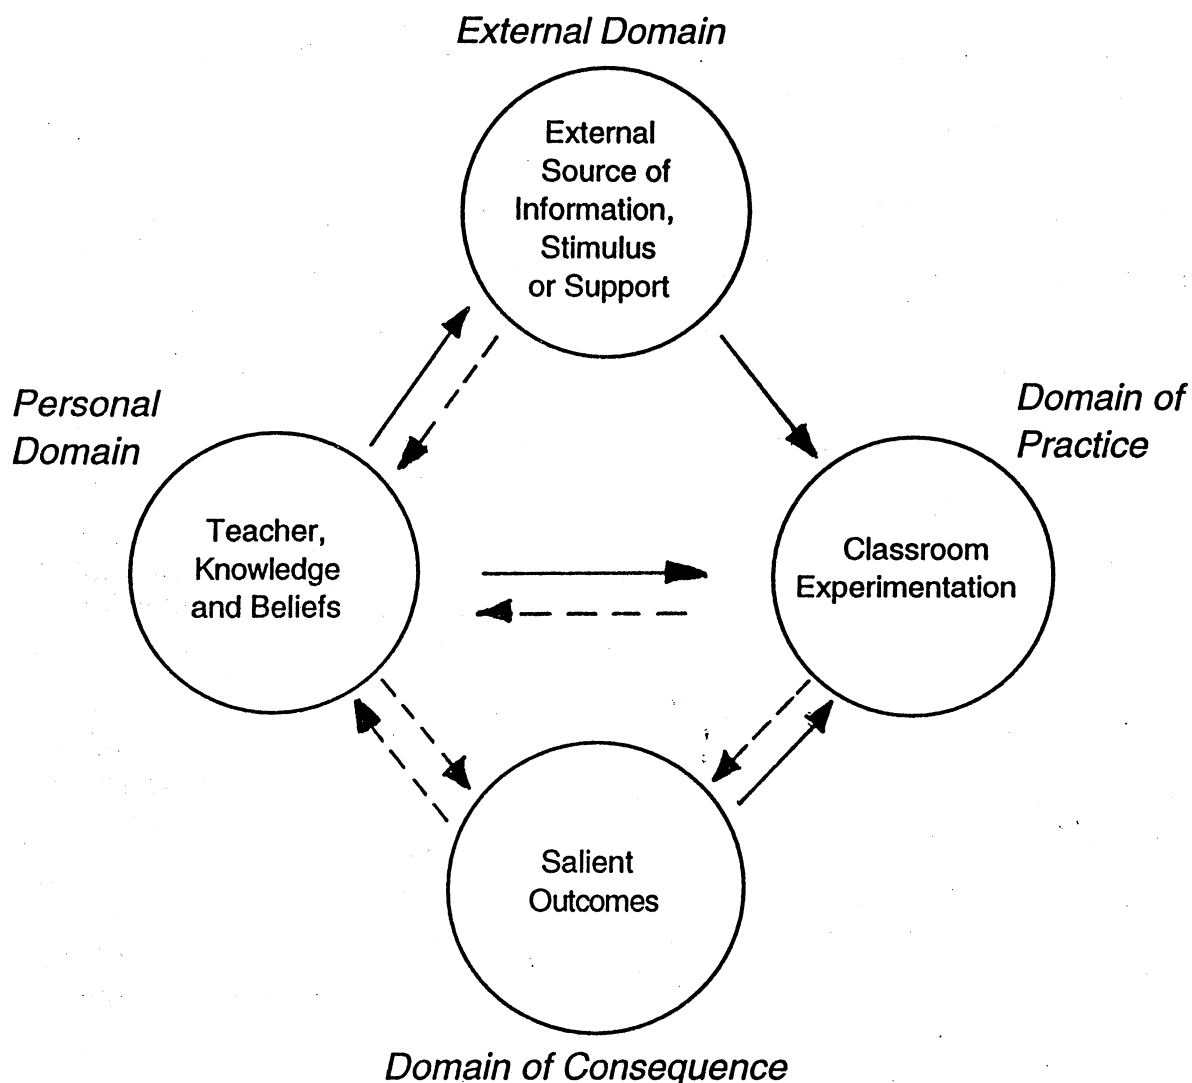 External Domain
External
Source of
Information,
Stimulus
or Support
Personal
Domain
Domain of
Practice
Teacher,
Knowledge
and Beliefs
Classroom
Experimentation
Salient
Outcomes
Domain of Consequence